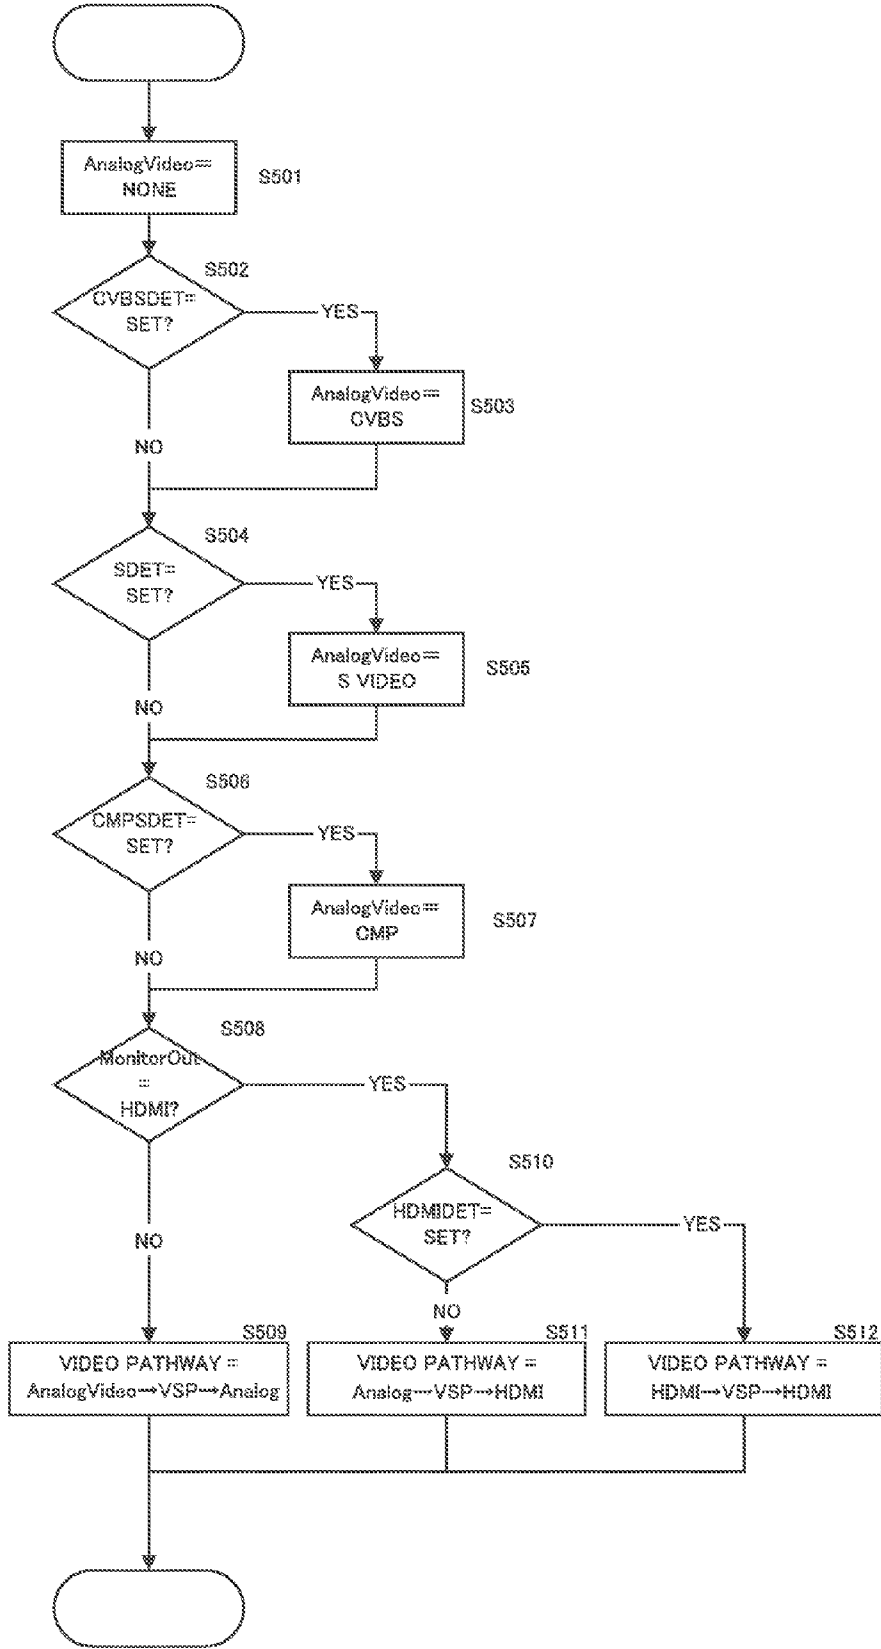 AnalogVideo=
NONE
S501
S502
CVBSDET=
SET?
YES
AnalogVideo=
CVBS
S503
NO
S504
SDET=
SET?
YES
AnalogVideo=
S VIDEO
S505
NO
S506
CMPSDET=
SET?
YES
AnalogVideo=
CMP
S507
NO
S508
MonitorOut
=
HDMI?
YES
S510
HDMIDET=
SET?
YES
NO
NO
S509
VIDEO PATHWAY =
AnalogVideo→VSP→Analog
S511
VIDEO PATHWAY =
Analog→VSP→HDMI
S512
VIDEO PATHWAY =
HDMI→VSP→HDMI